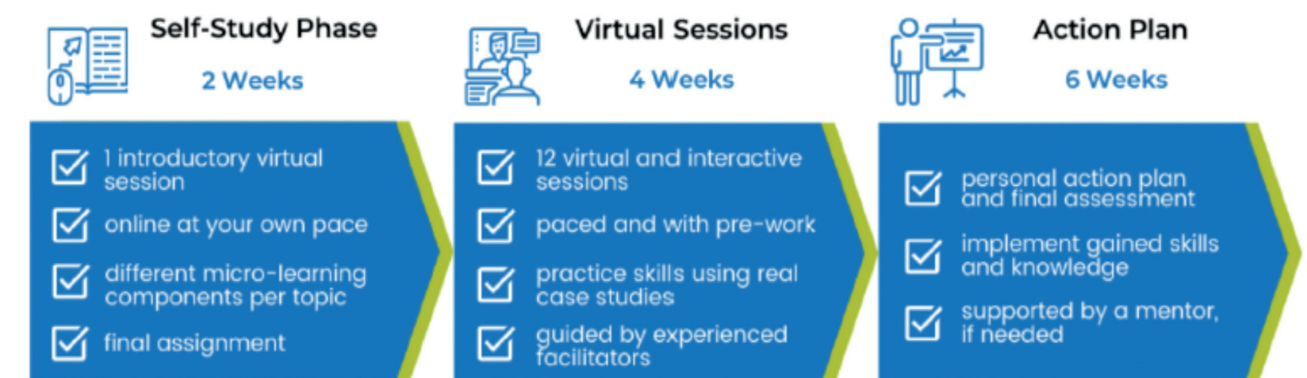 Self-Study Phase
2 Weeks
1 introductory virtual
session
online at your own pace
different micro-learning
components per topic
final assignment
Virtual Sessions
4 Weeks
12 virtual and interactive
sessions
paced and with pre-work
practice skills using real
case studies
guided by experienced
facilitators
Action Plan
6 Weeks
personal action plan
and final assessment
implement gained skills
and knowledge
supported by a mentor,
if needed